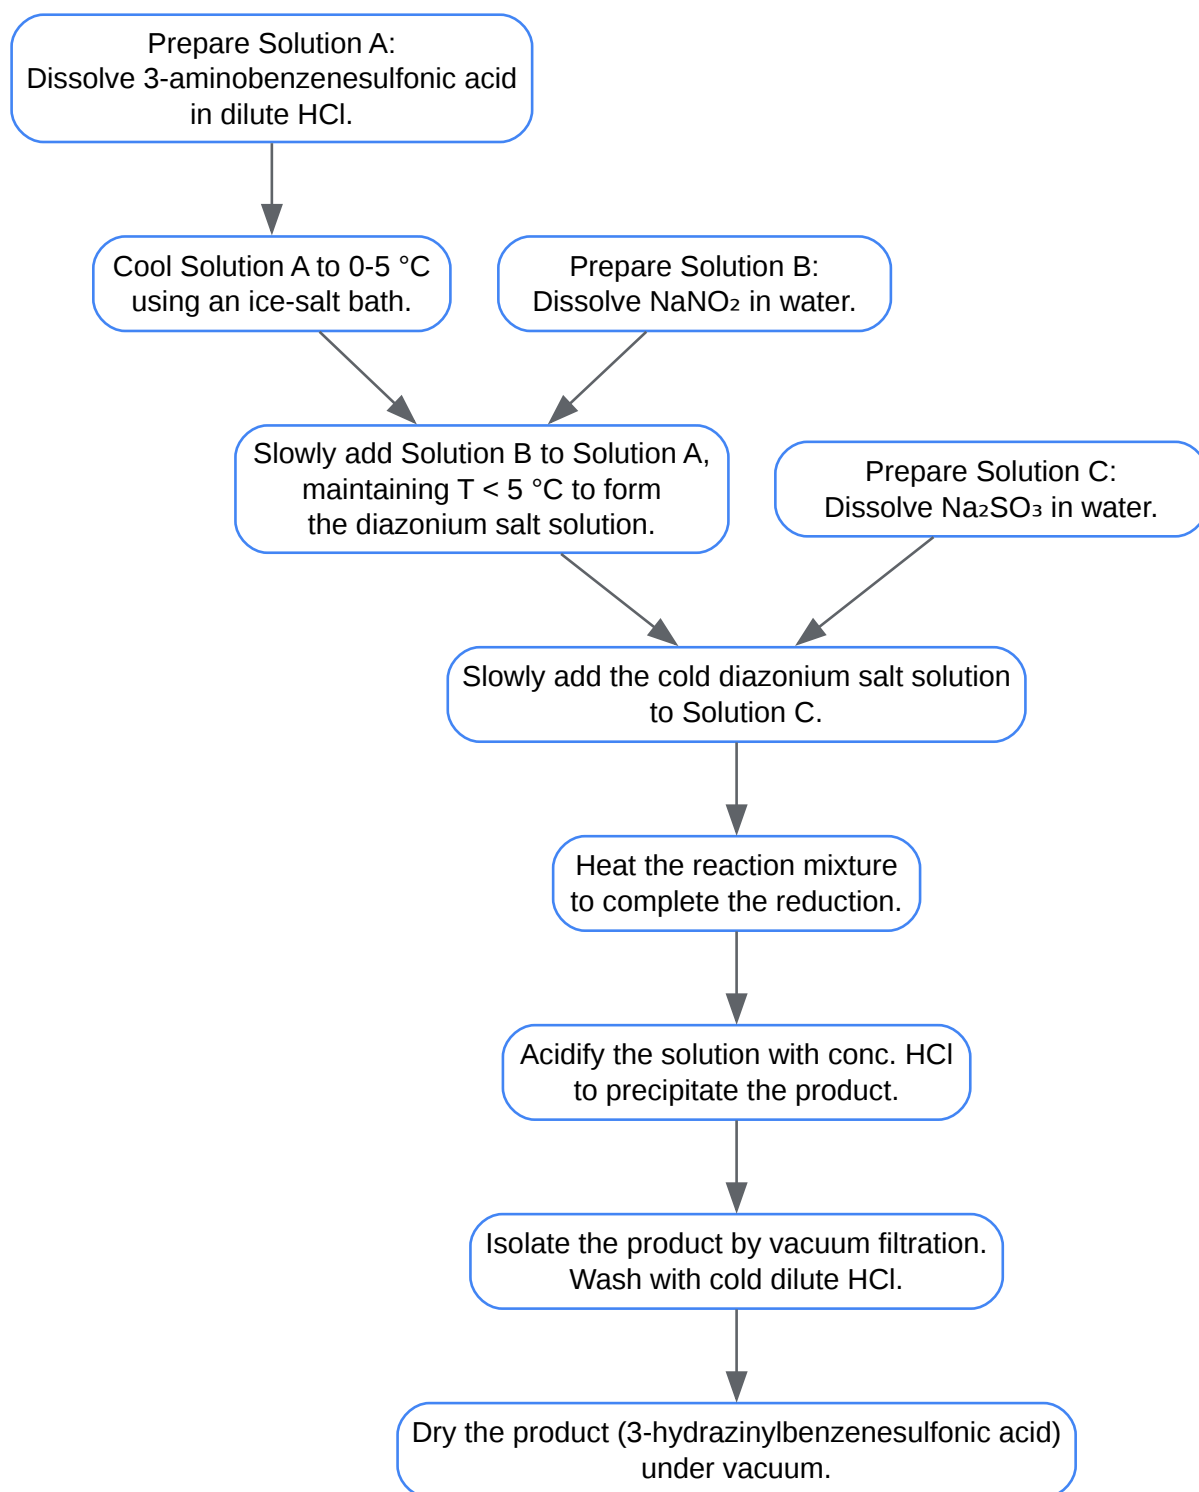 Prepare Solution A:
Dissolve 3-aminobenzenesulfonic acid
in dilute HCl.
Cool Solution A to 0-5 °C
using an ice-salt bath.
Prepare Solution B:
Dissolve NaNO₂ in water.
Slowly add Solution B to Solution A,
maintaining T < 5 °C to form
the diazonium salt solution.
Prepare Solution C:
Dissolve Na₂SO₃ in water.
Slowly add the cold diazonium salt solution
to Solution C.
Heat the reaction mixture
to complete the reduction.
Acidify the solution with conc. HCl
to precipitate the product.
Isolate the product by vacuum filtration.
Wash with cold dilute HCl.
Dry the product (3-hydrazinylbenzenesulfonic acid)
under vacuum.